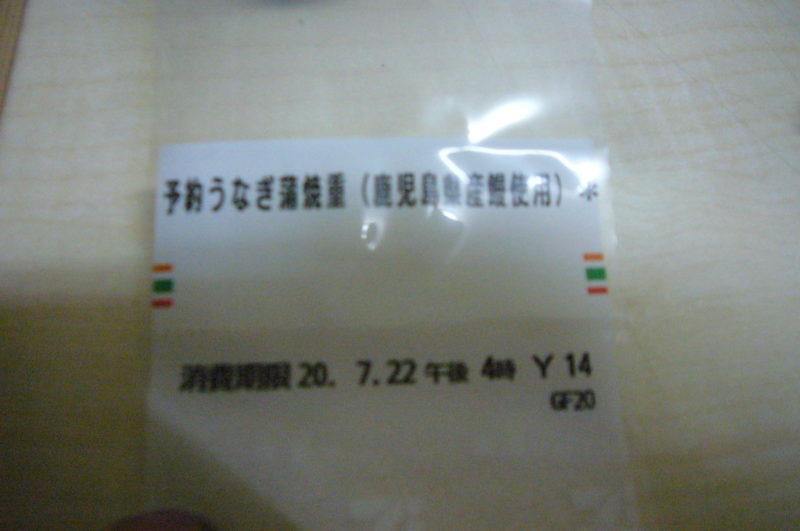 予約うなぎ蒲焼重（鹿児島県産鰻使用）＊
消費期限 20. 7.22 午後 4時 Y 14
GF20